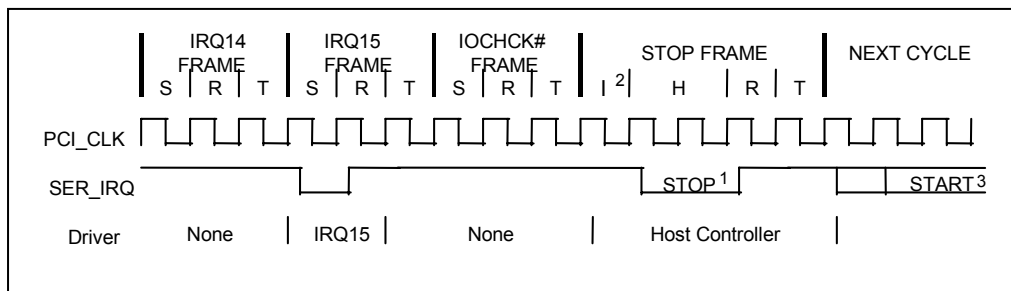 IRQ14 FRAME IRQ15 FRAME IOCHCK# FRAME STOP FRAME NEXT CYCLE
S R T S R T S R T I 2 H R T
PCI_CLK
SER_IRQ STOP 1 START 3
Driver None IRQ15 None Host Controller